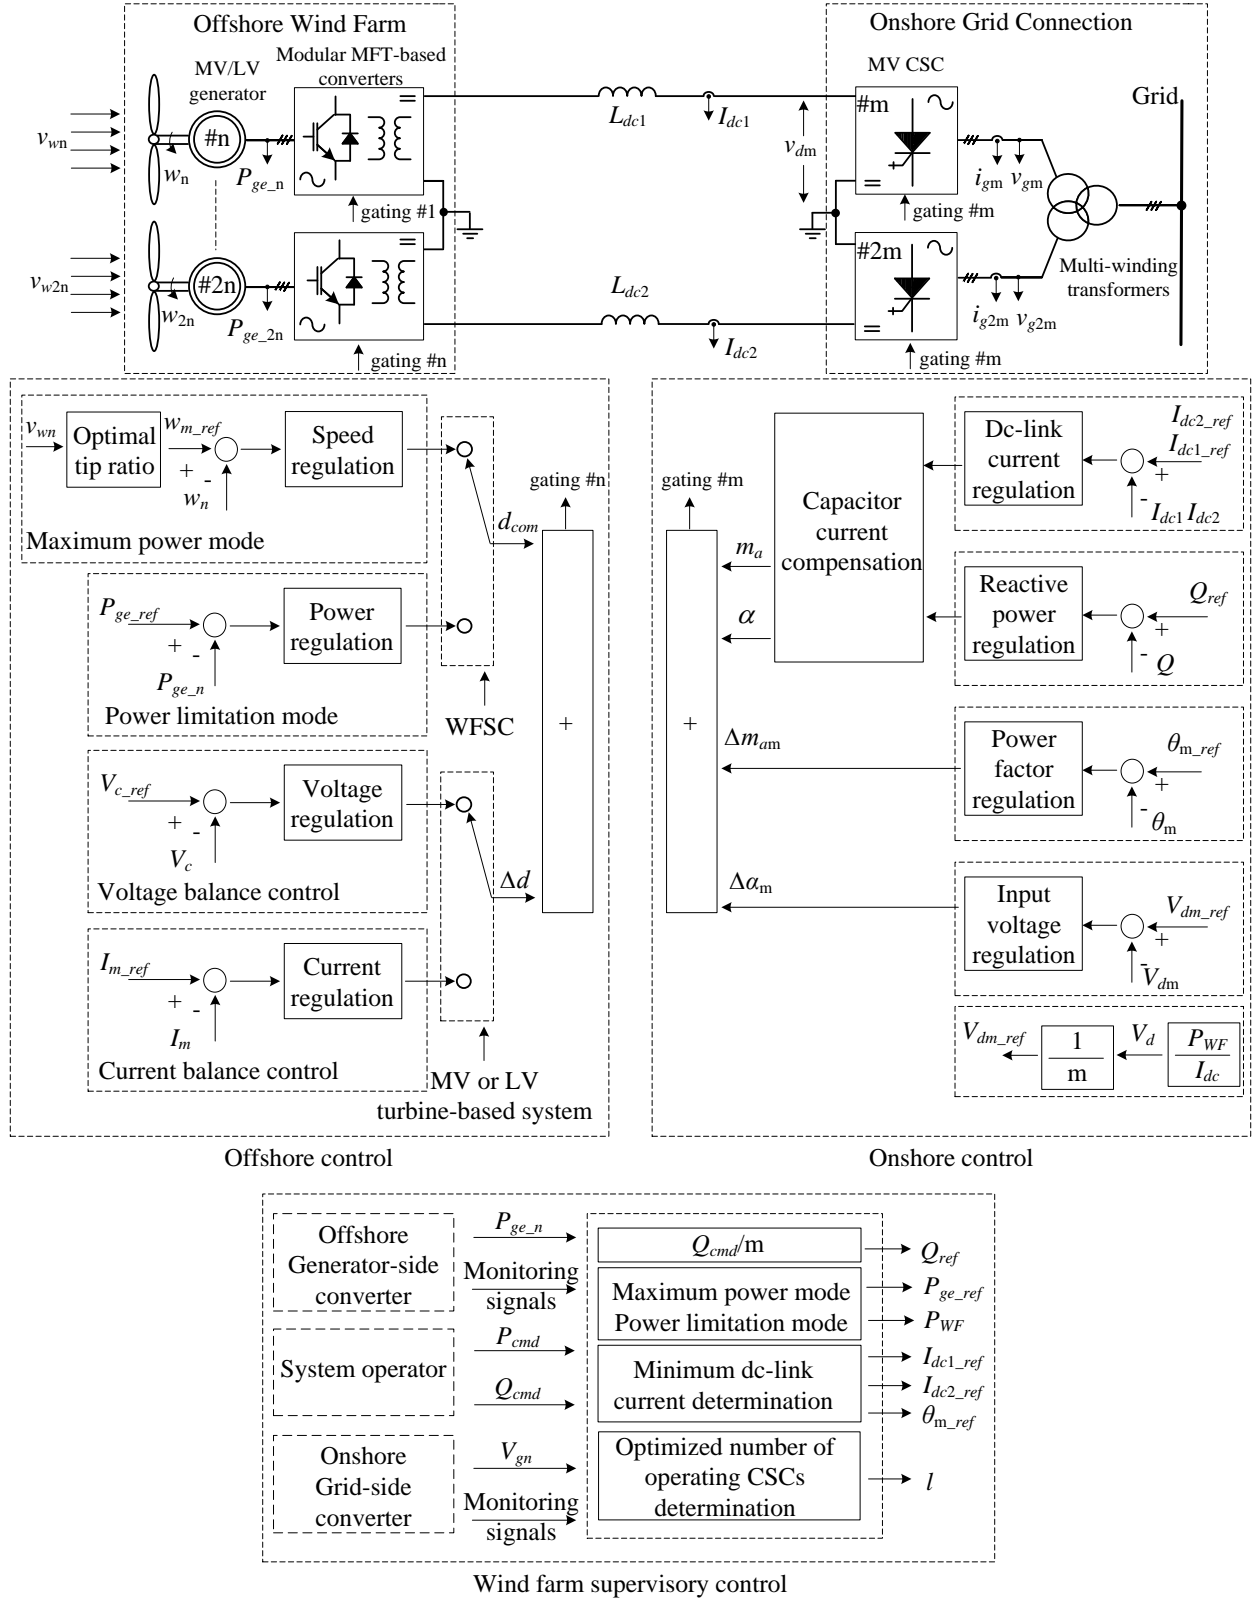 Offshore Wind Farm
Onshore Grid Connection
MV/LV
generator
Modular MFT-based
converters
MV CSC
Grid
v_wn
#n
w_n
P_ge_n
gating #1
L_dc1
I_dc1
v_dm
#m
gating #m
i_gm
v_gm
v_w2n
#2n
w_2n
P_ge_2n
gating #n
L_dc2
I_dc2
#2m
gating #m
i_g2m
v_g2m
Multi-winding
transformers
v_wn
Optimal
tip ratio
w_m_ref
+
-
w_n
Speed
regulation
Maximum power mode
P_ge_ref
+
-
P_ge_n
Power
regulation
Power limitation mode
WFSC
V_c_ref
+
-
V_c
Voltage
regulation
Voltage balance control
I_m_ref
+
-
I_m
Current
regulation
Current balance control
MV or LV
turbine-based system
gating #n
d_com
+
Δd
Offshore control
gating #m
+
m_a
α
Δm_am
Δα_m
Capacitor
current
compensation
Dc-link
current
regulation
I_dc2_ref
I_dc1_ref
+
-
I_dc1 I_dc2
Reactive
power
regulation
Q_ref
+
-
Q
Power
factor
regulation
θ_m_ref
+
-
θ_m
Input
voltage
regulation
V_dm_ref
+
-
V_dm
V_dm_ref
1
m
V_d
P_WF
I_dc
Onshore control
Offshore
Generator-side
converter
System operator
Onshore
Grid-side
converter
P_ge_n
Monitoring
signals
P_cmd
Q_cmd
V_gn
Monitoring
signals
Q_cmd/m
Maximum power mode
Power limitation mode
Minimum dc-link
current determination
Optimized number of
operating CSCs
determination
Q_ref
P_ge_ref
P_WF
I_dc1_ref
I_dc2_ref
θ_m_ref
l
Wind farm supervisory control